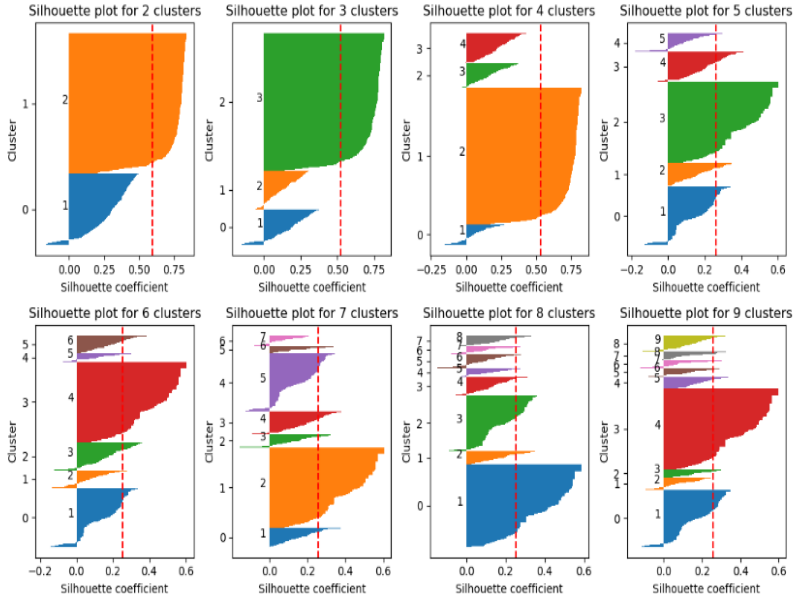 Silhouette plot for 2 clusters
Cluster
1
0
2
1
0.00 0.25 0.50 0.75
Silhouette coefficient
Silhouette plot for 3 clusters
Cluster
2
1
0
3
2
1
0.00 0.25 0.50 0.75
Silhouette coefficient
Silhouette plot for 4 clusters
Cluster
3
2
1
0
4
3
2
1
−0.25 0.00 0.25 0.50 0.75
Silhouette coefficient
Silhouette plot for 5 clusters
Cluster
4
3
2
1
0
5
4
3
2
1
−0.2 0.0 0.2 0.4 0.6
Silhouette coefficient
Silhouette plot for 6 clusters
Cluster
5
4
3
2
1
0
6
5
4
3
2
1
−0.2 0.0 0.2 0.4 0.6
Silhouette coefficient
Silhouette plot for 7 clusters
Cluster
6
5
4
3
2
1
0
7
6
5
4
3
2
1
0.0 0.2 0.4 0.6
Silhouette coefficient
Silhouette plot for 8 clusters
Cluster
7
6
5
4
3
2
1
0
8
7
6
5
4
3
2
1
0.0 0.2 0.4 0.6
Silhouette coefficient
Silhouette plot for 9 clusters
Cluster
8
7
6
5
4
3
2
1
0
9
8
7
6
5
4
3
2
1
0.0 0.2 0.4 0.6
Silhouette coefficient